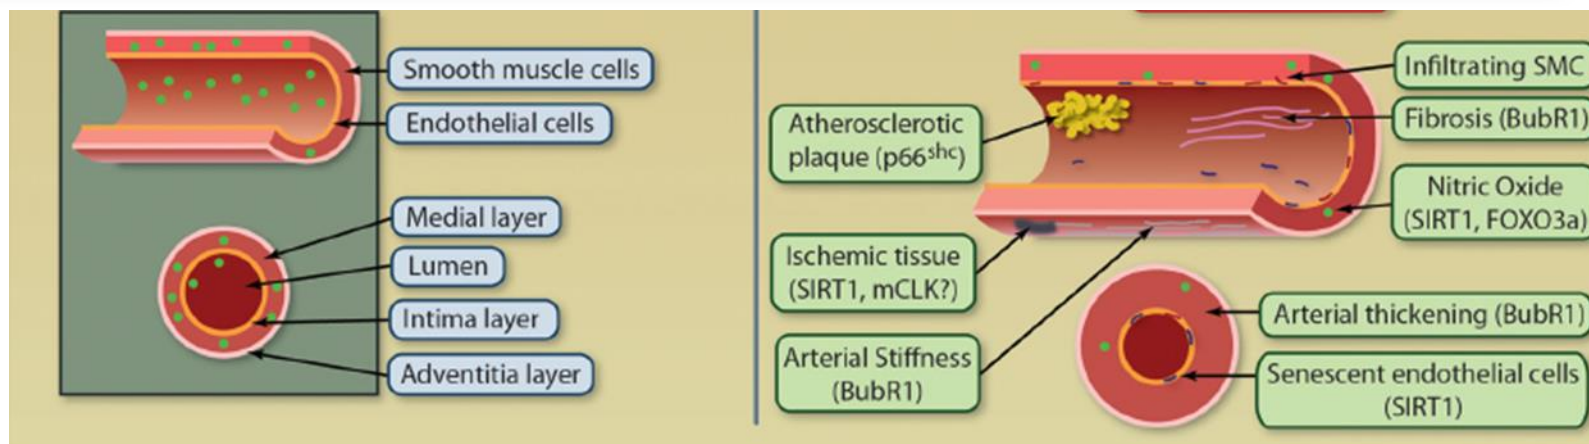 Smooth muscle cells
Endothelial cells
Medial layer
Lumen
Intima layer
Adventitia layer
Atherosclerotic
plaque (p66shc)
Ischemic tissue
(SIRT1, mCLK?)
Arterial Stiffness
(BubR1)
Infiltrating SMC
Fibrosis (BubR1)
Nitric Oxide
(SIRT1, FOXO3a)
Arterial thickening (BubR1)
Senescent endothelial cells
(SIRT1)